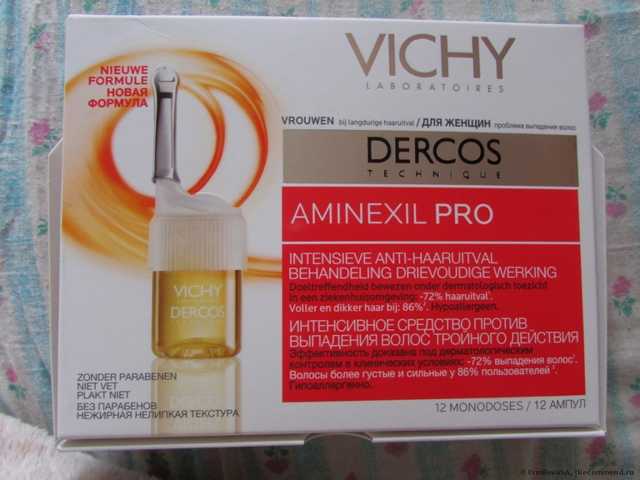 NIEUWE
FORMULE
НОВАЯ
ФОРМУЛА
VICHY
LABORATOIRES
VROUWEN bij langdurige haaruitval / ДЛЯ ЖЕНЩИН проблема выпадения волос
DERCOS
TECHNIQUE
AMINEXIL PRO
INTENSIEVE ANTI-HAARUITVAL
BEHANDELING DRIEVOUDIGE WERKING
Doeltreffendheid bewezen onder dermatologisch toezicht
in een ziekenhuisomgeving: -72% haaruitval¹.
Voller en dikker haar bij: 86%². Hypoallergeen.
ИНТЕНСИВНОЕ СРЕДСТВО ПРОТИВ
ВЫПАДЕНИЯ ВОЛОС ТРОЙНОГО ДЕЙСТВИЯ
Эффективность доказана под дерматологическим
контролем в клинических условиях: -72% выпадения волос¹.
Волосы более густые и сильные у 86% пользователей².
Гипоаллергенно.
VICHY
DERCOS
ZONDER PARABENEN
NIET VET
PLAKT NIET
БЕЗ ПАРАБЕНОВ
НЕЖИРНАЯ НЕЛИПКАЯ ТЕКСТУРА
12 MONODOSES / 12 АМПУЛ